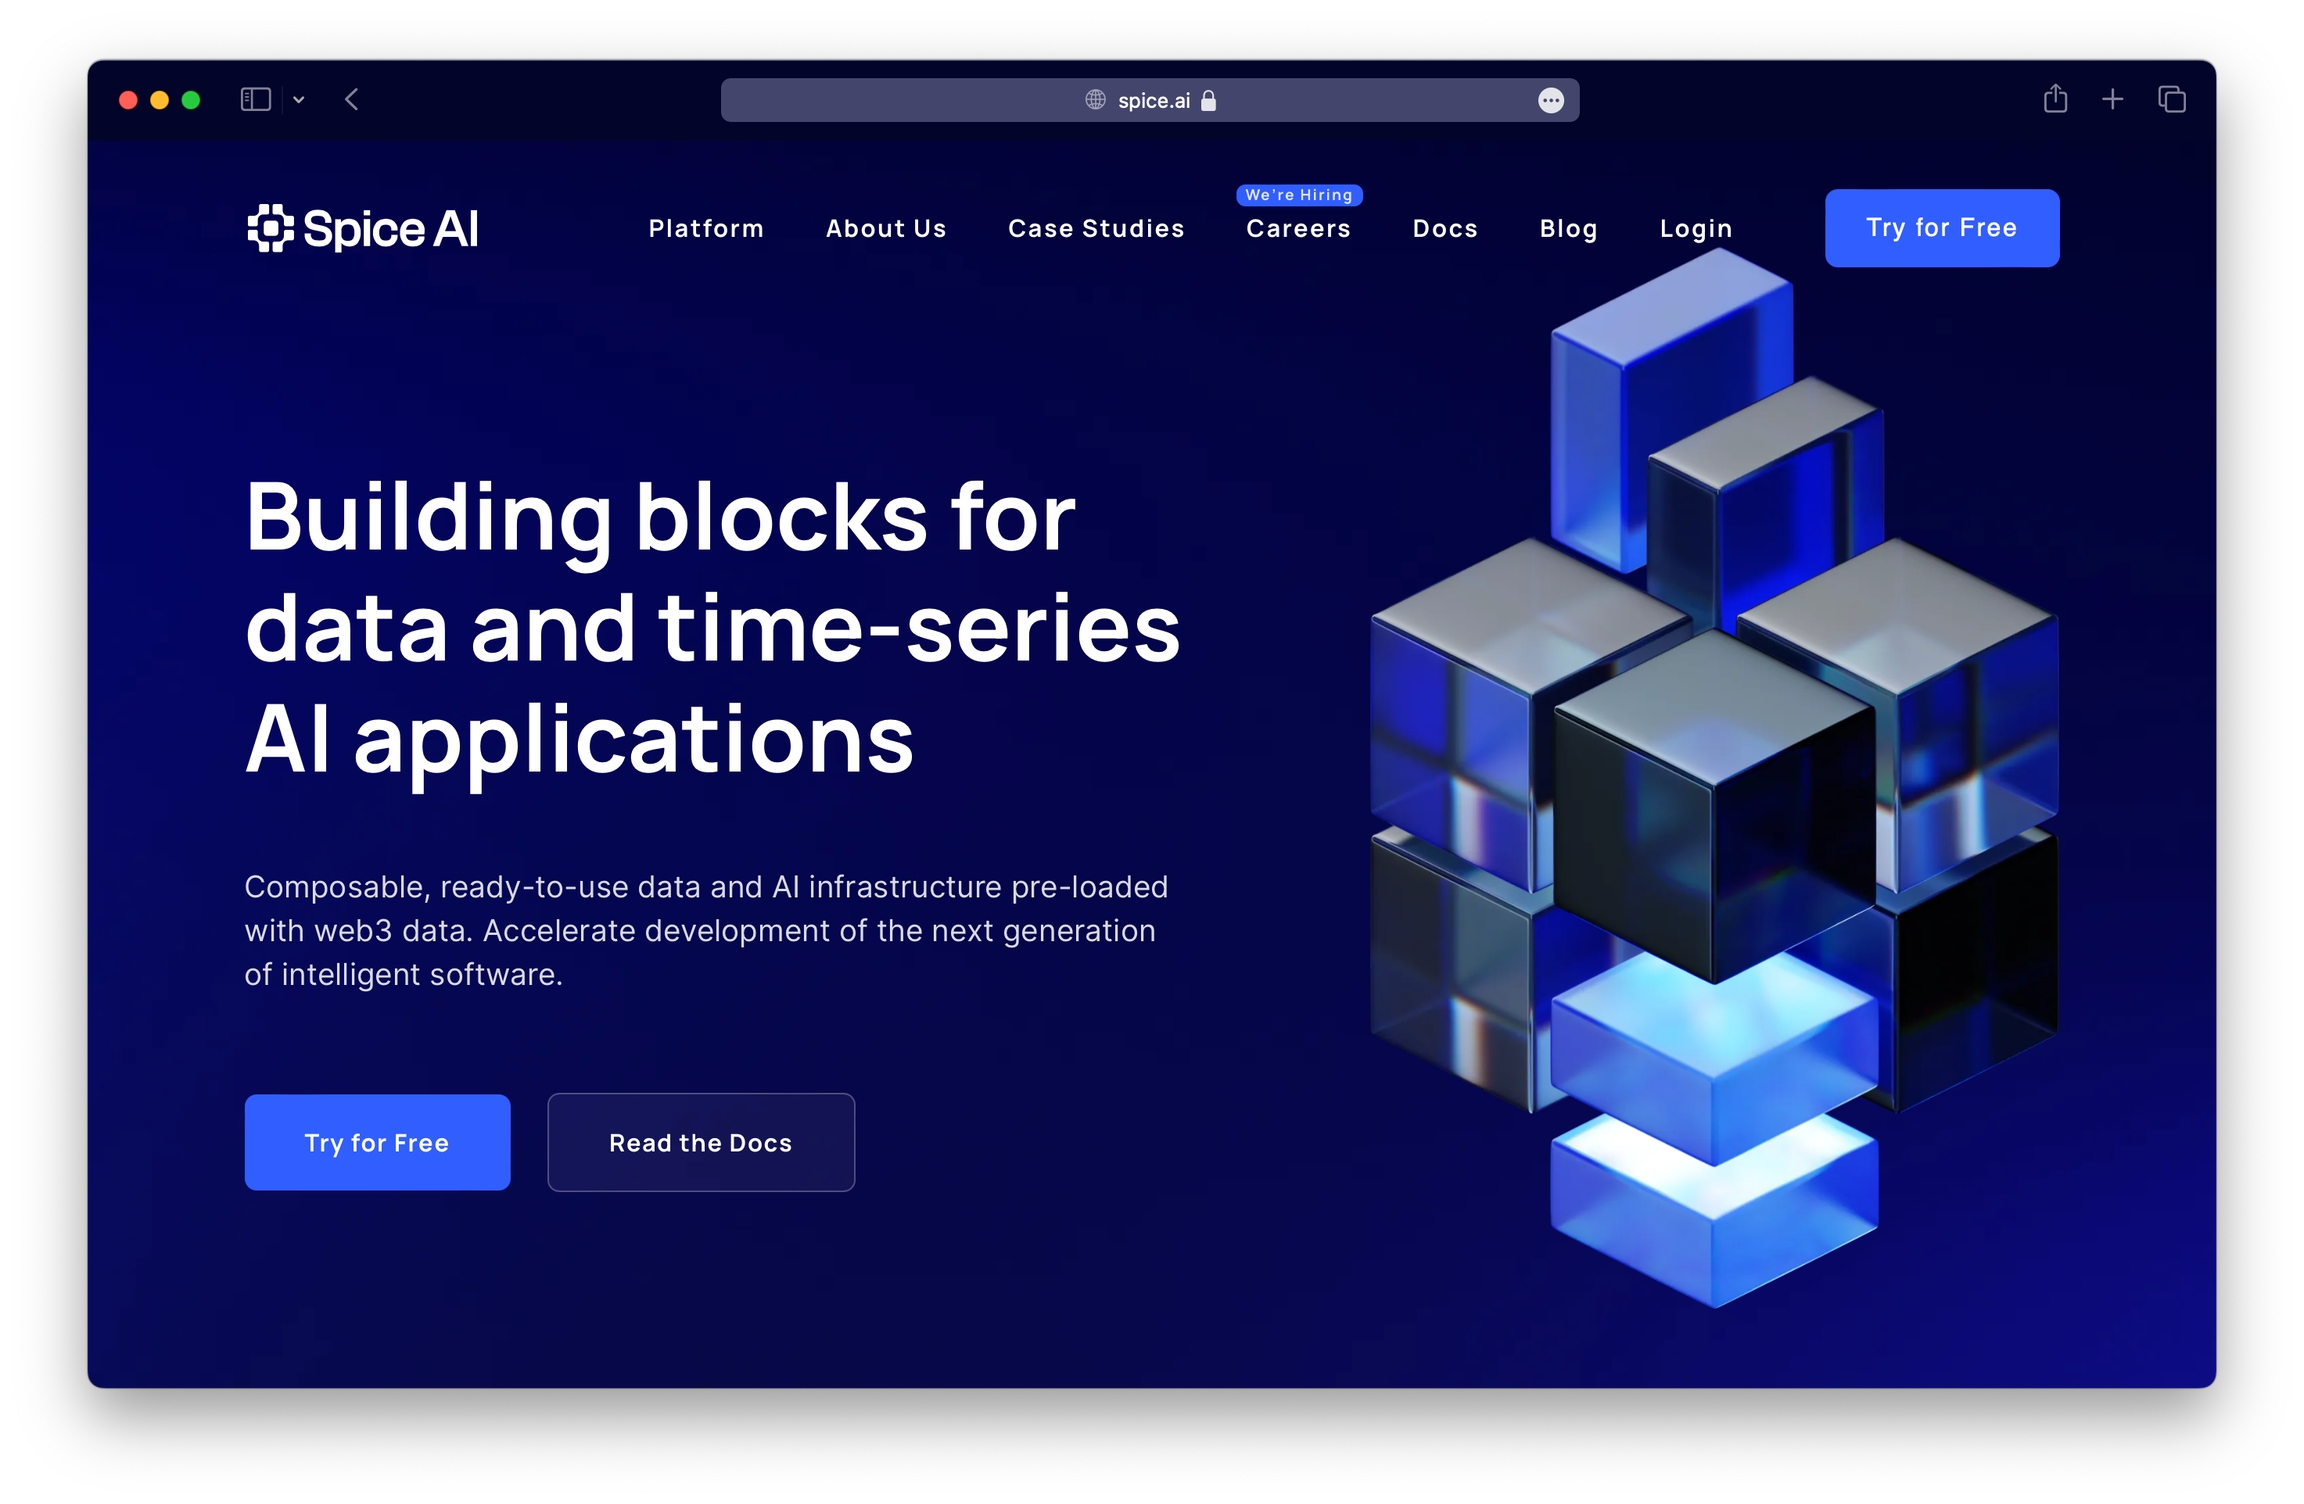 spice.ai
We're Hiring
Spice AI
Platform
About Us
Case Studies
Careers
Docs
Blog
Login
Try for Free
Building blocks for
data and time-series
AI applications
Composable, ready-to-use data and AI infrastructure pre-loaded
with web3 data. Accelerate development of the next generation
of intelligent software.
Try for Free
Read the Docs